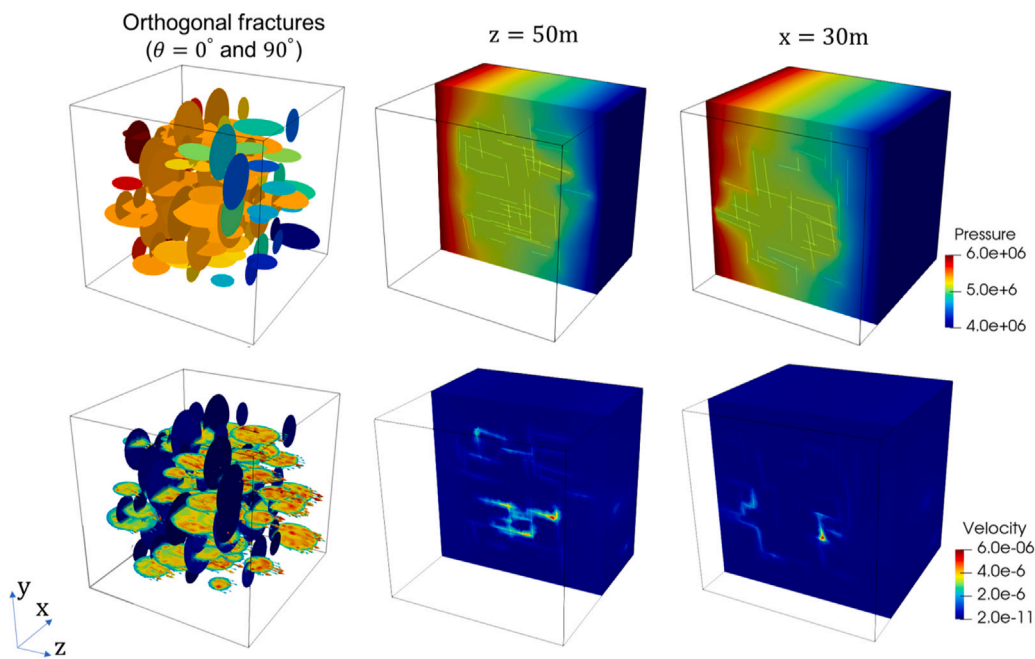 Orthogonal fractures
(θ = 0° and 90°)
z = 50m
x = 30m
Pressure
6.0e+06
5.0e+6
4.0e+06
Velocity
6.0e-06
4.0e-6
2.0e-6
2.0e-11
y
x
z